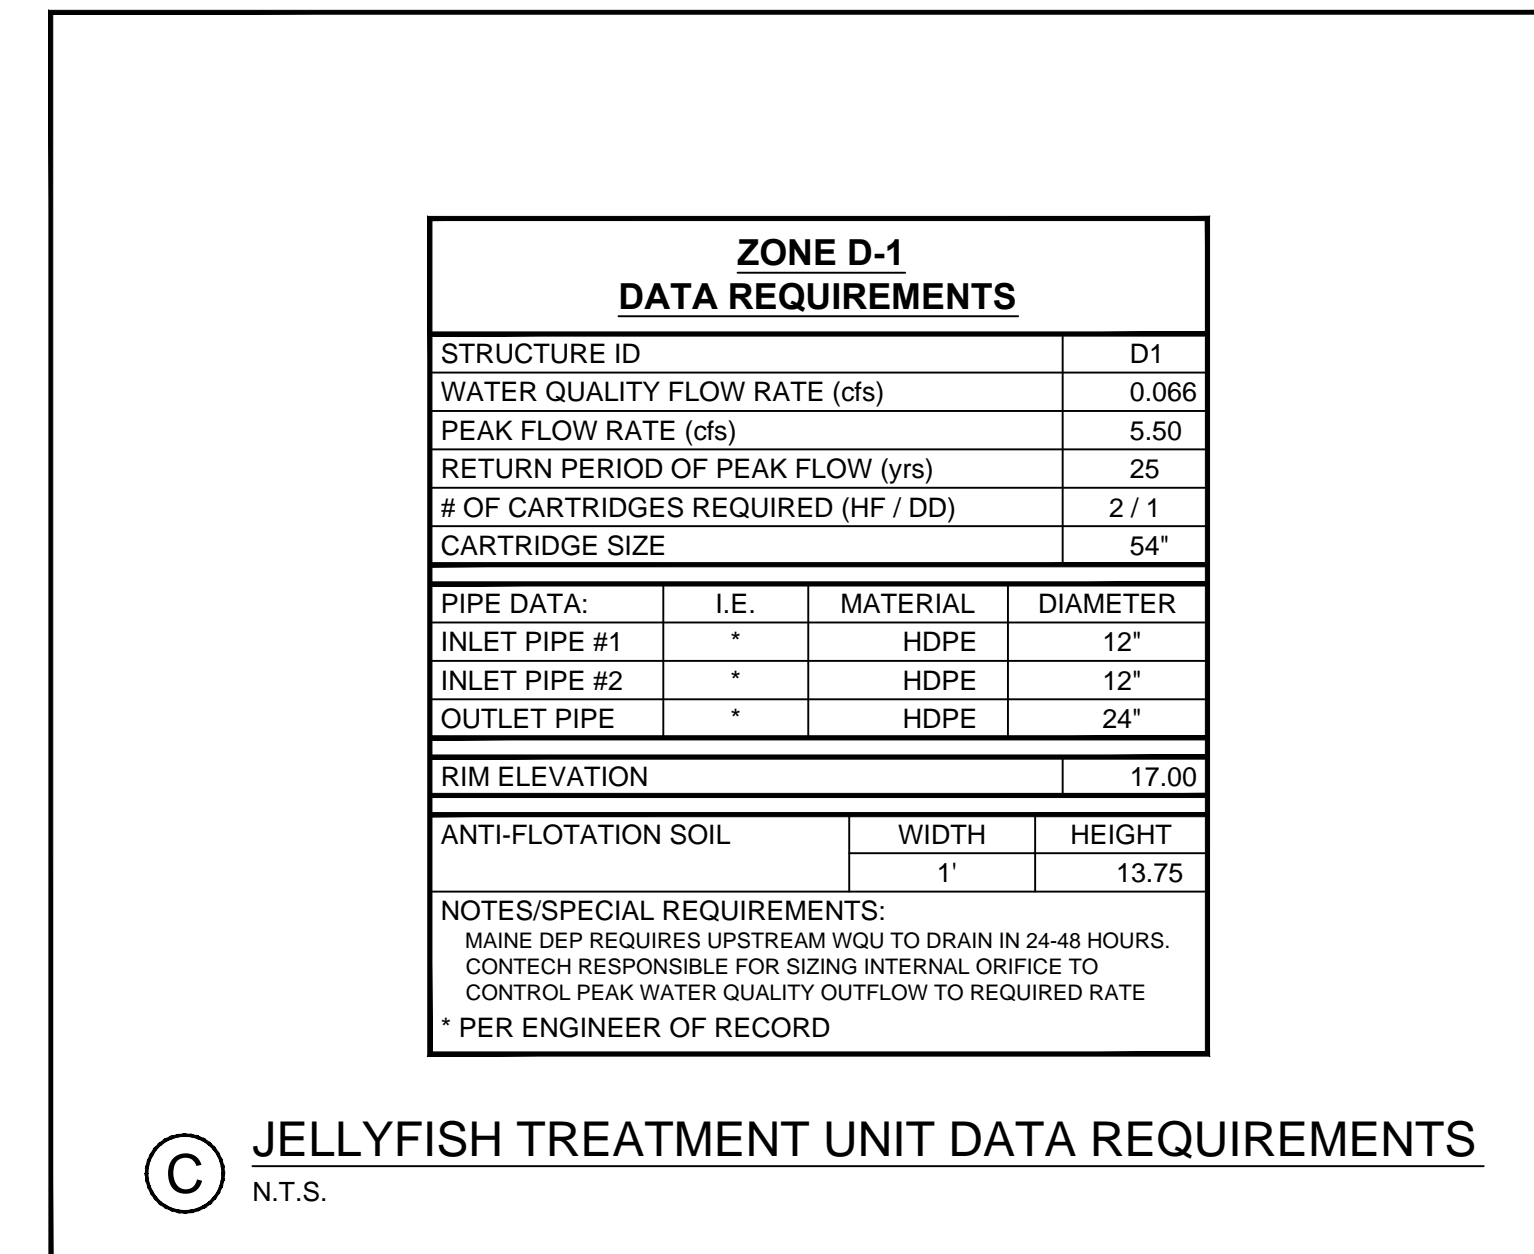 ZONE D-1
DATA REQUIREMENTS
STRUCTURE ID D1
WATER QUALITY FLOW RATE (cfs) 0.066
PEAK FLOW RATE (cfs) 5.50
RETURN PERIOD OF PEAK FLOW (yrs) 25
# OF CARTRIDGES REQUIRED (HF / DD) 2 / 1
CARTRIDGE SIZE 54"
PIPE DATA: I.E. MATERIAL DIAMETER
INLET PIPE #1 * HDPE 12"
INLET PIPE #2 * HDPE 12"
OUTLET PIPE * HDPE 24"
RIM ELEVATION 17.00
ANTI-FLOTATION SOIL WIDTH HEIGHT
1' 13.75
NOTES/SPECIAL REQUIREMENTS:
MAINE DEP REQUIRES UPSTREAM WQU TO DRAIN IN 24-48 HOURS.
CONTECH RESPONSIBLE FOR SIZING INTERNAL ORIFICE TO
CONTROL PEAK WATER QUALITY OUTFLOW TO REQUIRED RATE
* PER ENGINEER OF RECORD
C JELLYFISH TREATMENT UNIT DATA REQUIREMENTS
N.T.S.